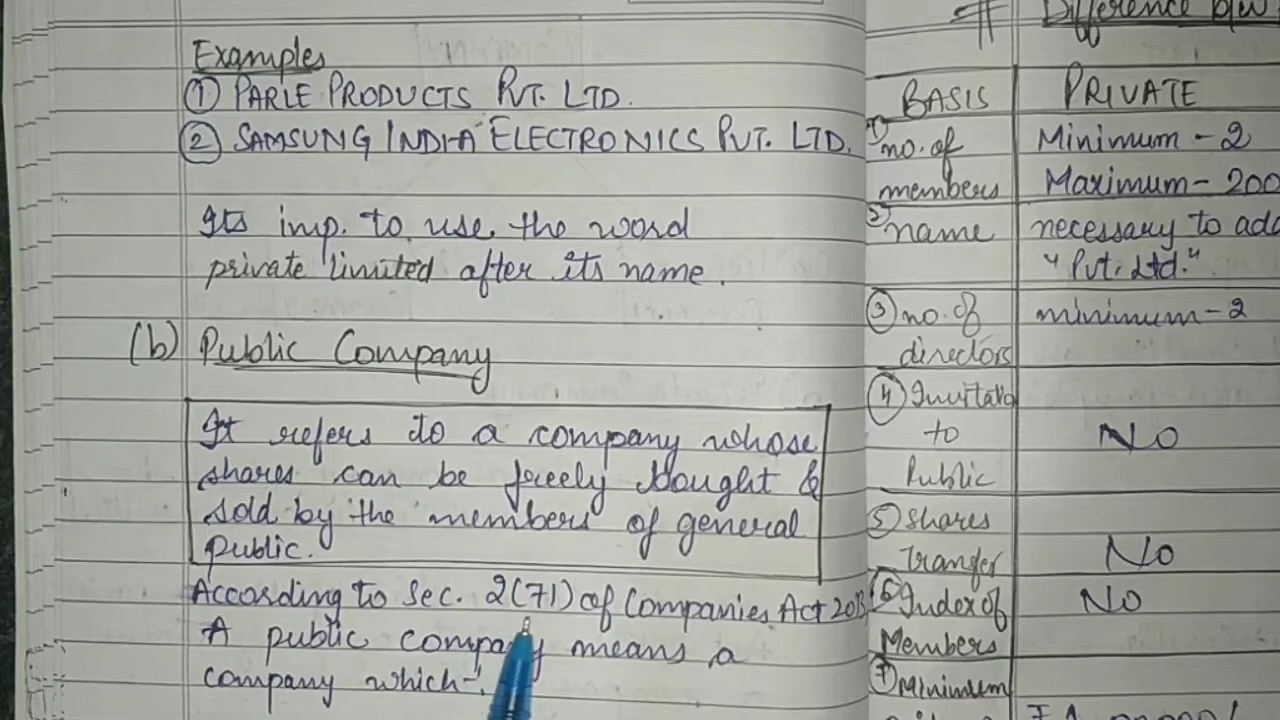 Examples
① PARLE PRODUCTS PVT. LTD.
② SAMSUNG INDIA ELECTRONICS PVT. LTD.
Its imp. to use the word
private limited after its name.
(b) Public Company
It refers to a company whose
shares can be freely bought &
sold by the members of general
public.
According to Sec. 2(71) of Companies Act 2013
A public company means a
company which-
# Difference b/w
BASIS PRIVATE
① no. of Minimum - 2
members Maximum - 200
② name necessary to add
"Pvt. Ltd."
③ no. of minimum - 2
directors
④ Invitatio
to No
Public
⑤ shares
Transfer No
⑥ Index of No
Members
⑦ Minimum